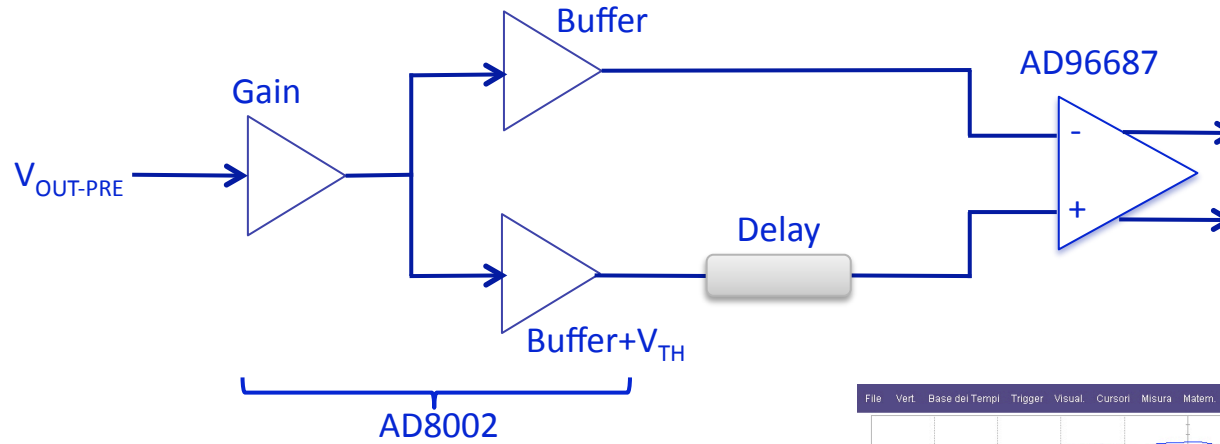 Buffer
AD96687
Gain
-
V_OUT-PRE
+
Delay
Buffer+V_TH
AD8002
File Vert. Base dei Tempi Trigger Visual. Cursori Misura Matem.